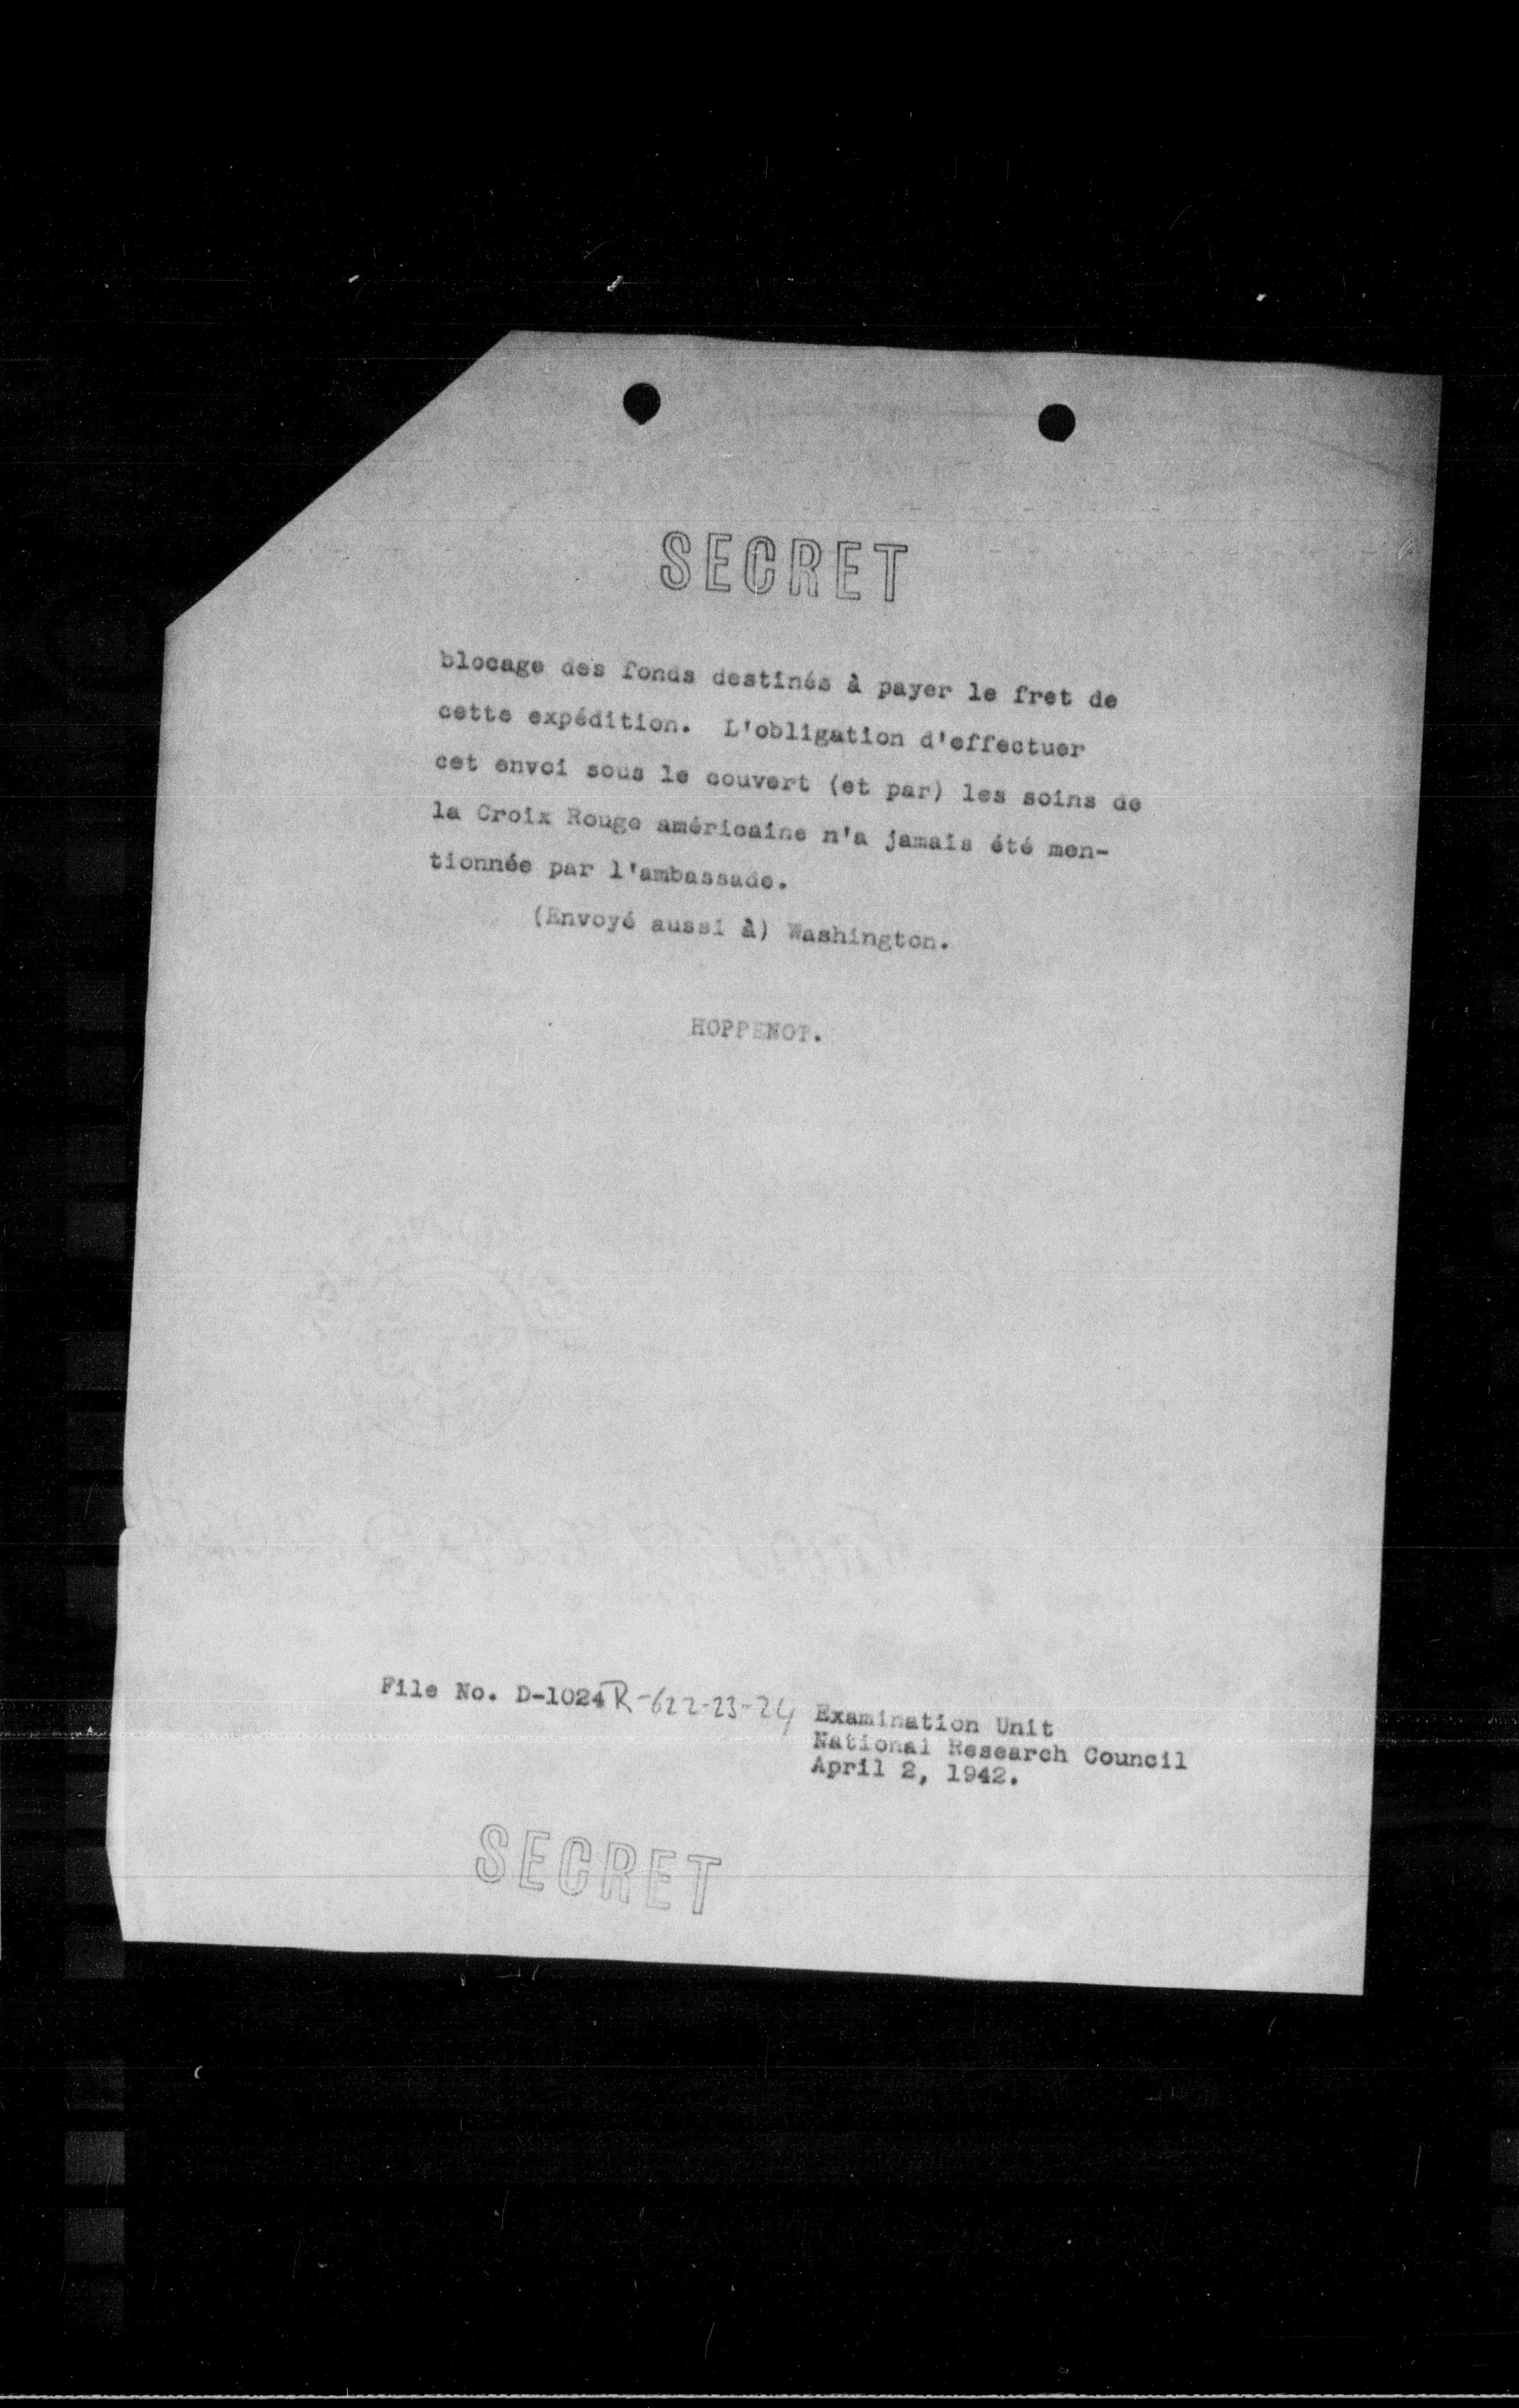 SECRET
blocage des fonds destinés à payer le fret de
cette expédition. L'obligation d'effectuer
cet envoi sous le couvert (et par) les soins de
la Croix Rouge américaine n'a jamais été men-
tionnée par l'ambassade.
(Envoyé aussi à) Washington.
HOPPENOT.
File No. D-1024 R-622-23-24
Examination Unit
National Research Council
April 2, 1942.
SECRET